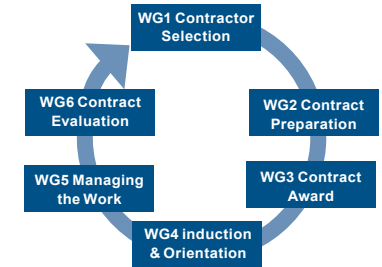 WG1 Contractor
Selection
WG2 Contract
Preparation
WG3 Contract
Award
WG4 induction
& Orientation
WG5 Managing
the Work
WG6 Contract
Evaluation